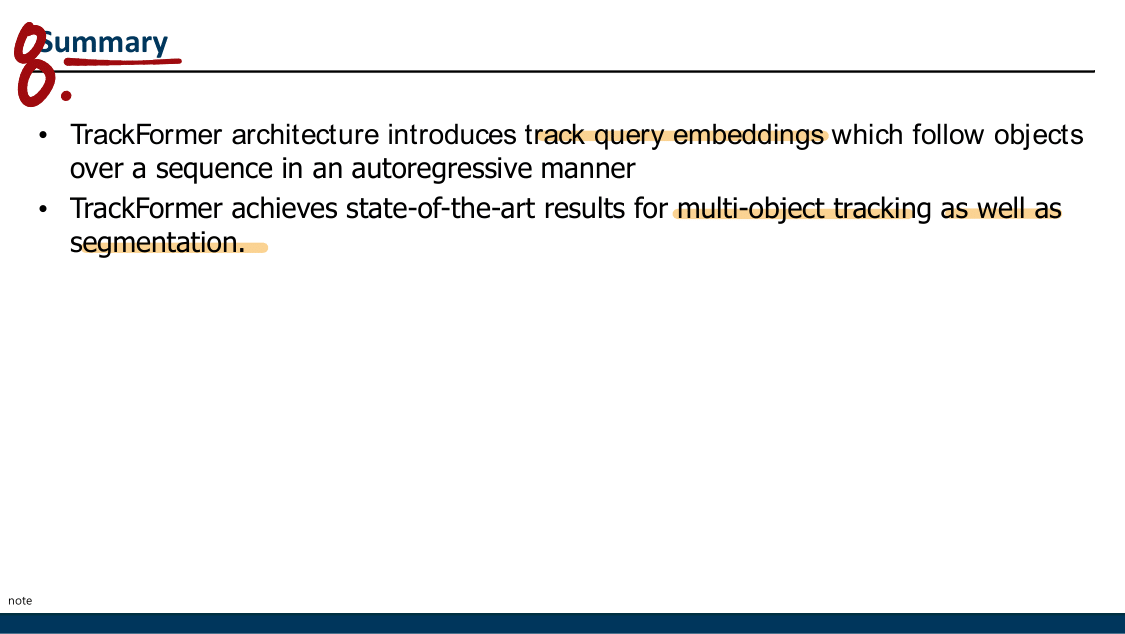 8. Summary
• TrackFormer architecture introduces track query embeddings which follow objects
over a sequence in an autoregressive manner
• TrackFormer achieves state-of-the-art results for multi-object tracking as well as
segmentation.
note